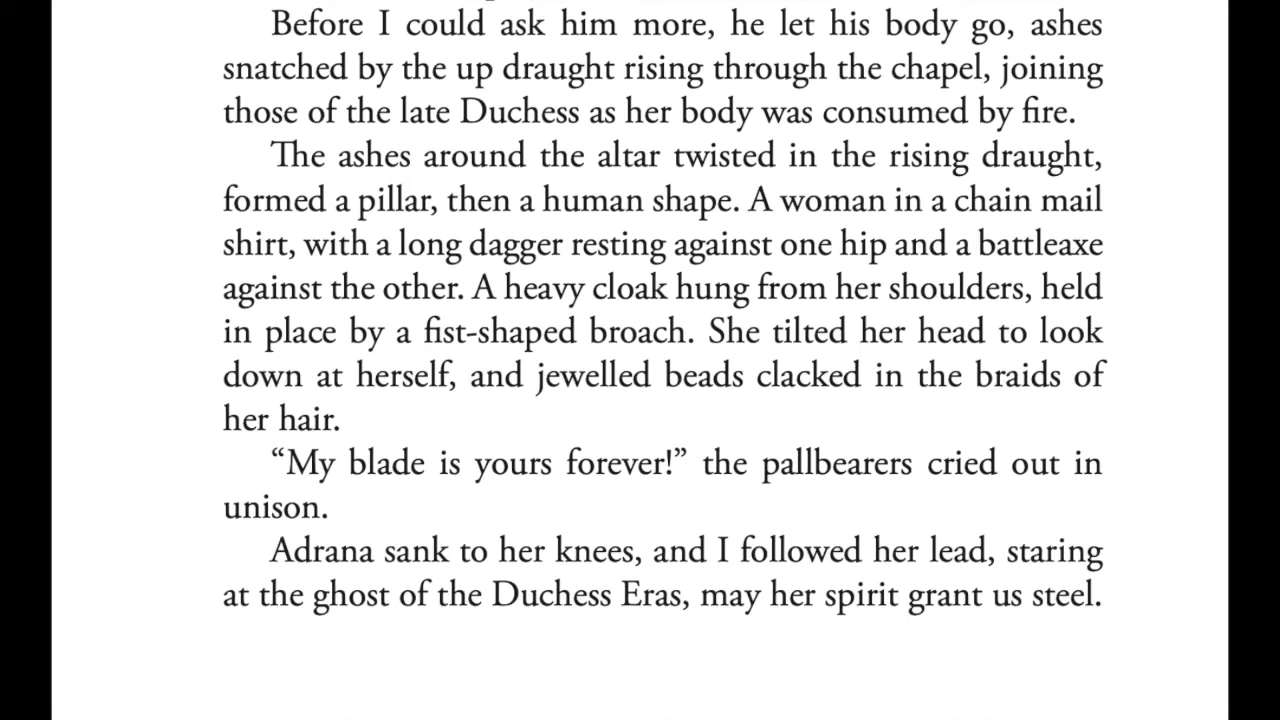 Before I could ask him more, he let his body go, ashes
snatched by the up draught rising through the chapel, joining
those of the late Duchess as her body was consumed by fire.
The ashes around the altar twisted in the rising draught,
formed a pillar, then a human shape. A woman in a chain mail
shirt, with a long dagger resting against one hip and a battleaxe
against the other. A heavy cloak hung from her shoulders, held
in place by a fist-shaped broach. She tilted her head to look
down at herself, and jewelled beads clacked in the braids of
her hair.
“My blade is yours forever!” the pallbearers cried out in
unison.
Adrana sank to her knees, and I followed her lead, staring
at the ghost of the Duchess Eras, may her spirit grant us steel.